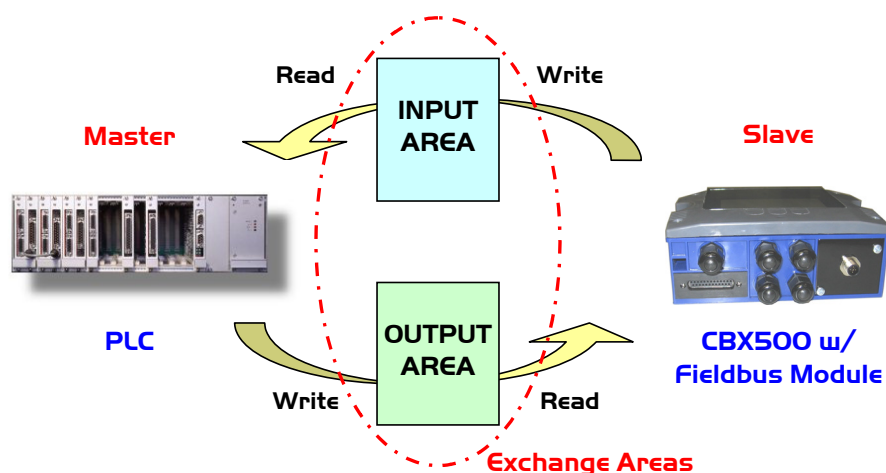 Read
Write
INPUT
AREA
Master
Slave
PLC
OUTPUT
AREA
CBX500 w/
Fieldbus Module
Write
Read
Exchange Areas